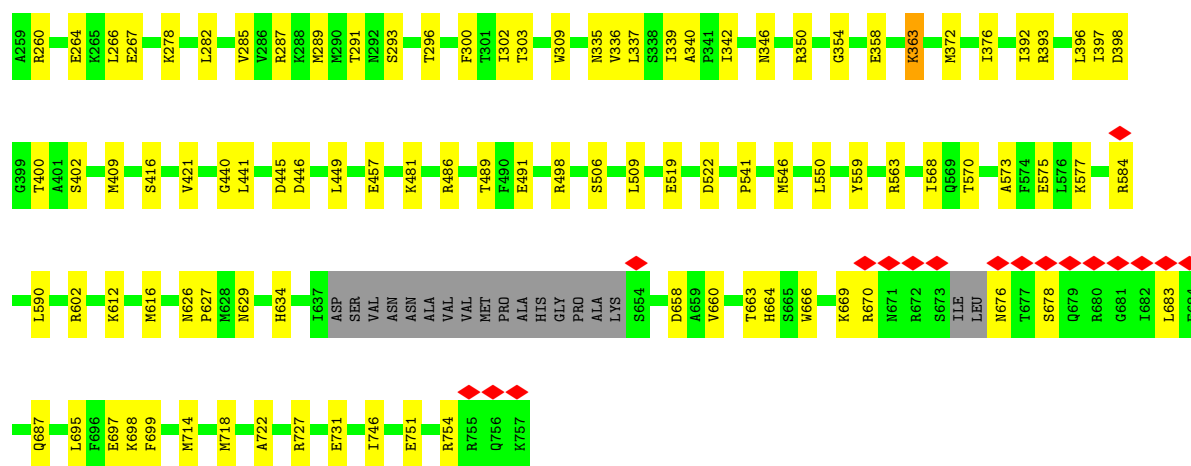 A259 R260 E264 K265 L266 E267 K278 L282 V285 V286 R287 K288 M289 M290 T291 N292 S293 T296 F300 T301 I302 T303 W309 N335 V336 L337 S338 I339 A340 P341 I342 N346 R350 G354 E358 K363 M372 I376 I392 R393 L396 I397 D398
G399 T400 A401 S402 M409 S416 V421 G440 L441 D445 D446 L449 E457 K481 R486 T489 F490 E491 R498 S506 L509 E519 D522 P541 M546 L550 Y559 R563 I568 Q569 T570 A573 F574 E575 L576 K577 R584
L590 R602 K612 M616 N626 P627 M628 N629 H634 I637 ASP SER VAL ASN ASN ALA VAL VAL MET PRO ALA HIS GLY PRO ALA LYS S654 D658 A659 V660 T663 H664 S665 W666 K669 R670 N671 R672 S673 ILE LEU N676 T677 S678 Q679 R680 G681 I682 L683
Q687 L695 F696 E697 K698 F699 M714 M718 A722 R727 E731 I746 E751 R754 R755 Q756 K757